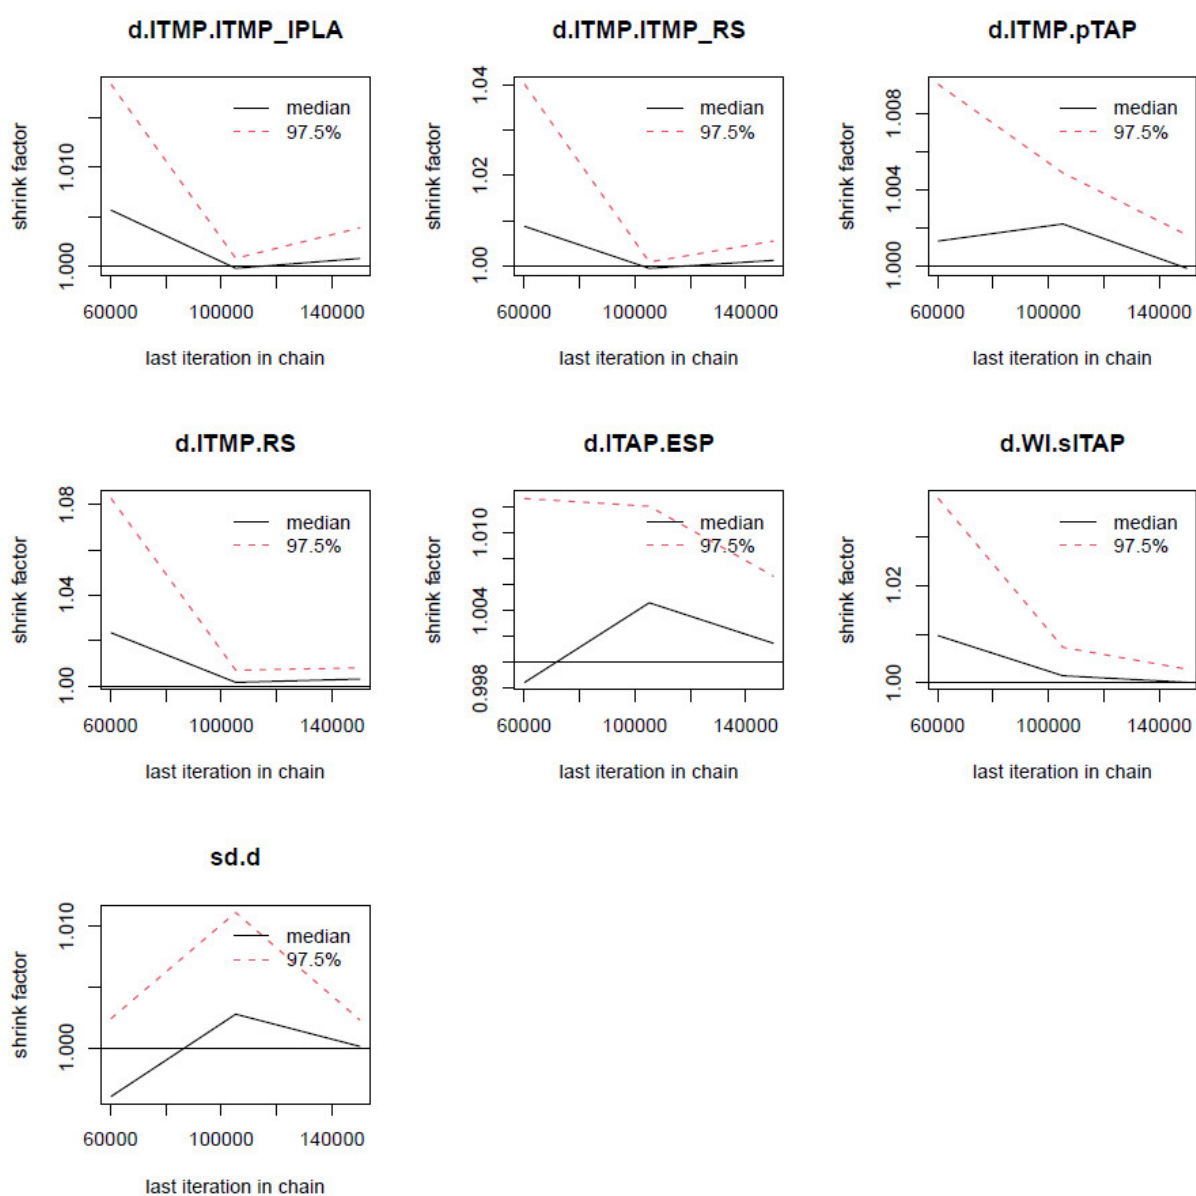 d.ITMP.ITMP_IPLA
d.ITMP.ITMP_RS
d.ITMP.pTAP
shrink factor
1.000
1.010
median
97.5%
60000
100000
140000
last iteration in chain
shrink factor
1.00
1.02
1.04
median
97.5%
60000
100000
140000
last iteration in chain
shrink factor
1.000
1.004
1.008
median
97.5%
60000
100000
140000
last iteration in chain
d.ITMP.RS
d.ITAP.ESP
d.WI.sITAP
shrink factor
1.00
1.04
1.08
median
97.5%
60000
100000
140000
last iteration in chain
shrink factor
0.998
1.004
1.010
median
97.5%
60000
100000
140000
last iteration in chain
shrink factor
1.00
1.02
median
97.5%
60000
100000
140000
last iteration in chain
sd.d
shrink factor
1.000
1.010
median
97.5%
60000
100000
140000
last iteration in chain